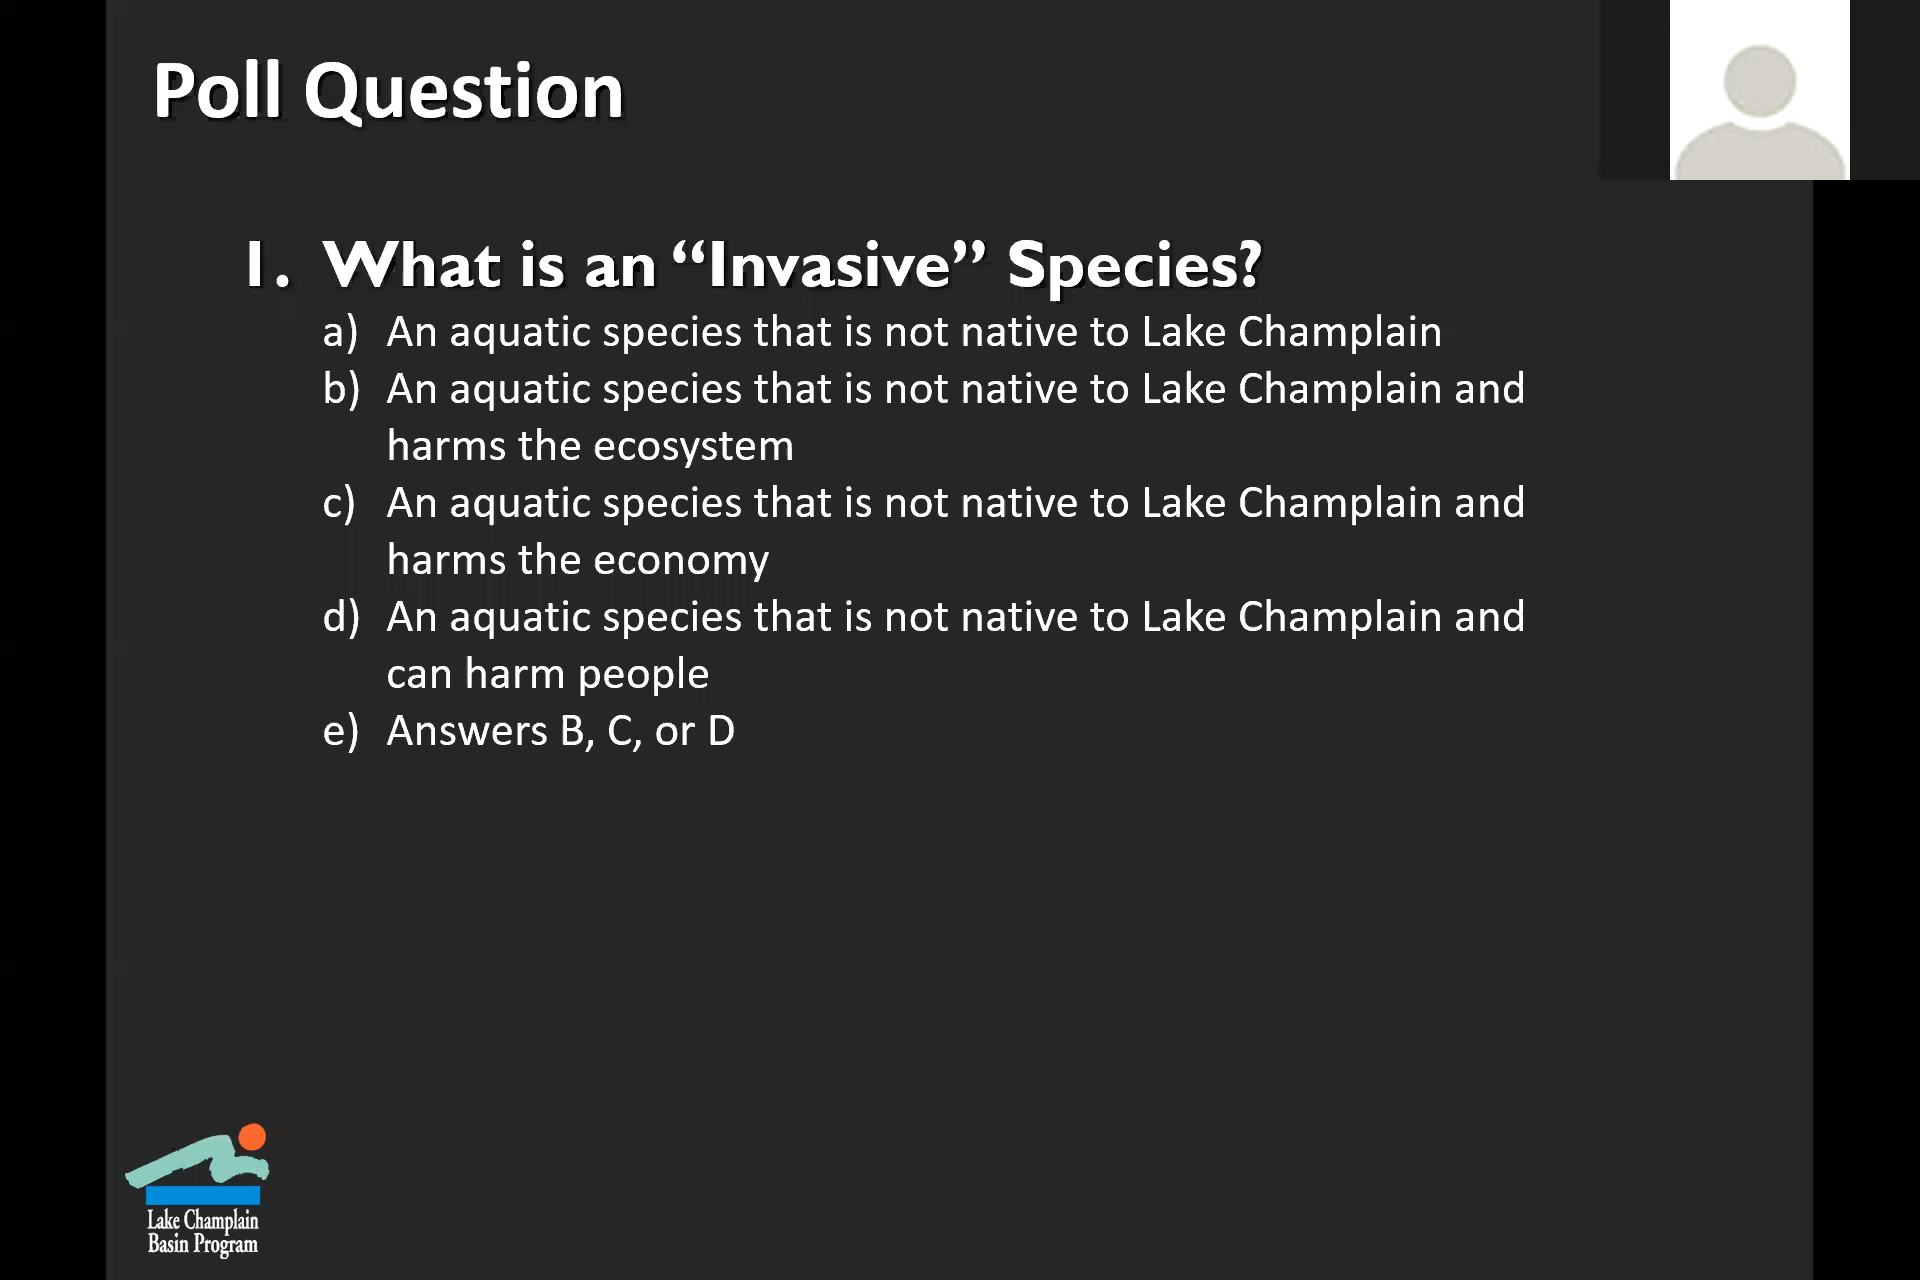 Poll Question
1. What is an “Invasive” Species?
a) An aquatic species that is not native to Lake Champlain
b) An aquatic species that is not native to Lake Champlain and
harms the ecosystem
c) An aquatic species that is not native to Lake Champlain and
harms the economy
d) An aquatic species that is not native to Lake Champlain and
can harm people
e) Answers B, C, or D
Lake Champlain
Basin Program